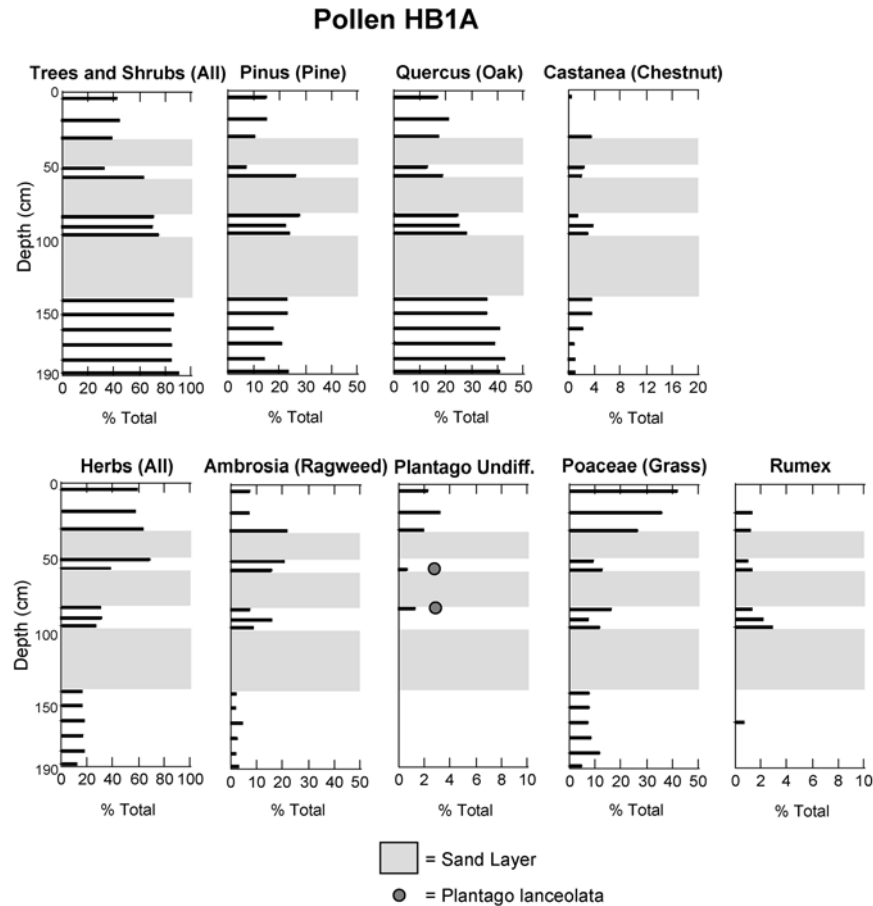 Pollen HB1A
Trees and Shrubs (All) Pinus (Pine) Quercus (Oak) Castanea (Chestnut)
0
50
100
150
190
Depth (cm)
0 20 40 60 80 100 0 10 20 30 40 50 0 10 20 30 40 50 0 4 8 12 16 20
% Total % Total % Total % Total
Herbs (All) Ambrosia (Ragweed) Plantago Undiff. Poaceae (Grass) Rumex
0
50
100
150
190
Depth (cm)
0 20 40 60 80 100 0 10 20 30 40 50 0 2 4 6 8 10 0 10 20 30 40 50 0 2 4 6 8 10
% Total % Total % Total % Total % Total
= Sand Layer
= Plantago lanceolata